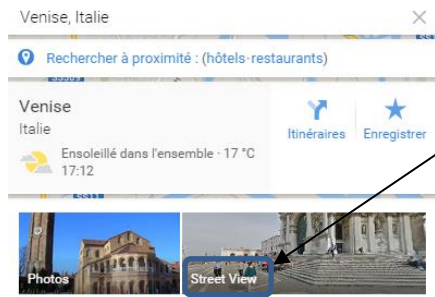 Venise, Italie
Rechercher à proximité : (hôtels·restaurants)
Venise
Italie
Ensoleillé dans l'ensemble · 17 °C
17:12
Itinéraires
Enregistrer
SS11
Photos
Street View